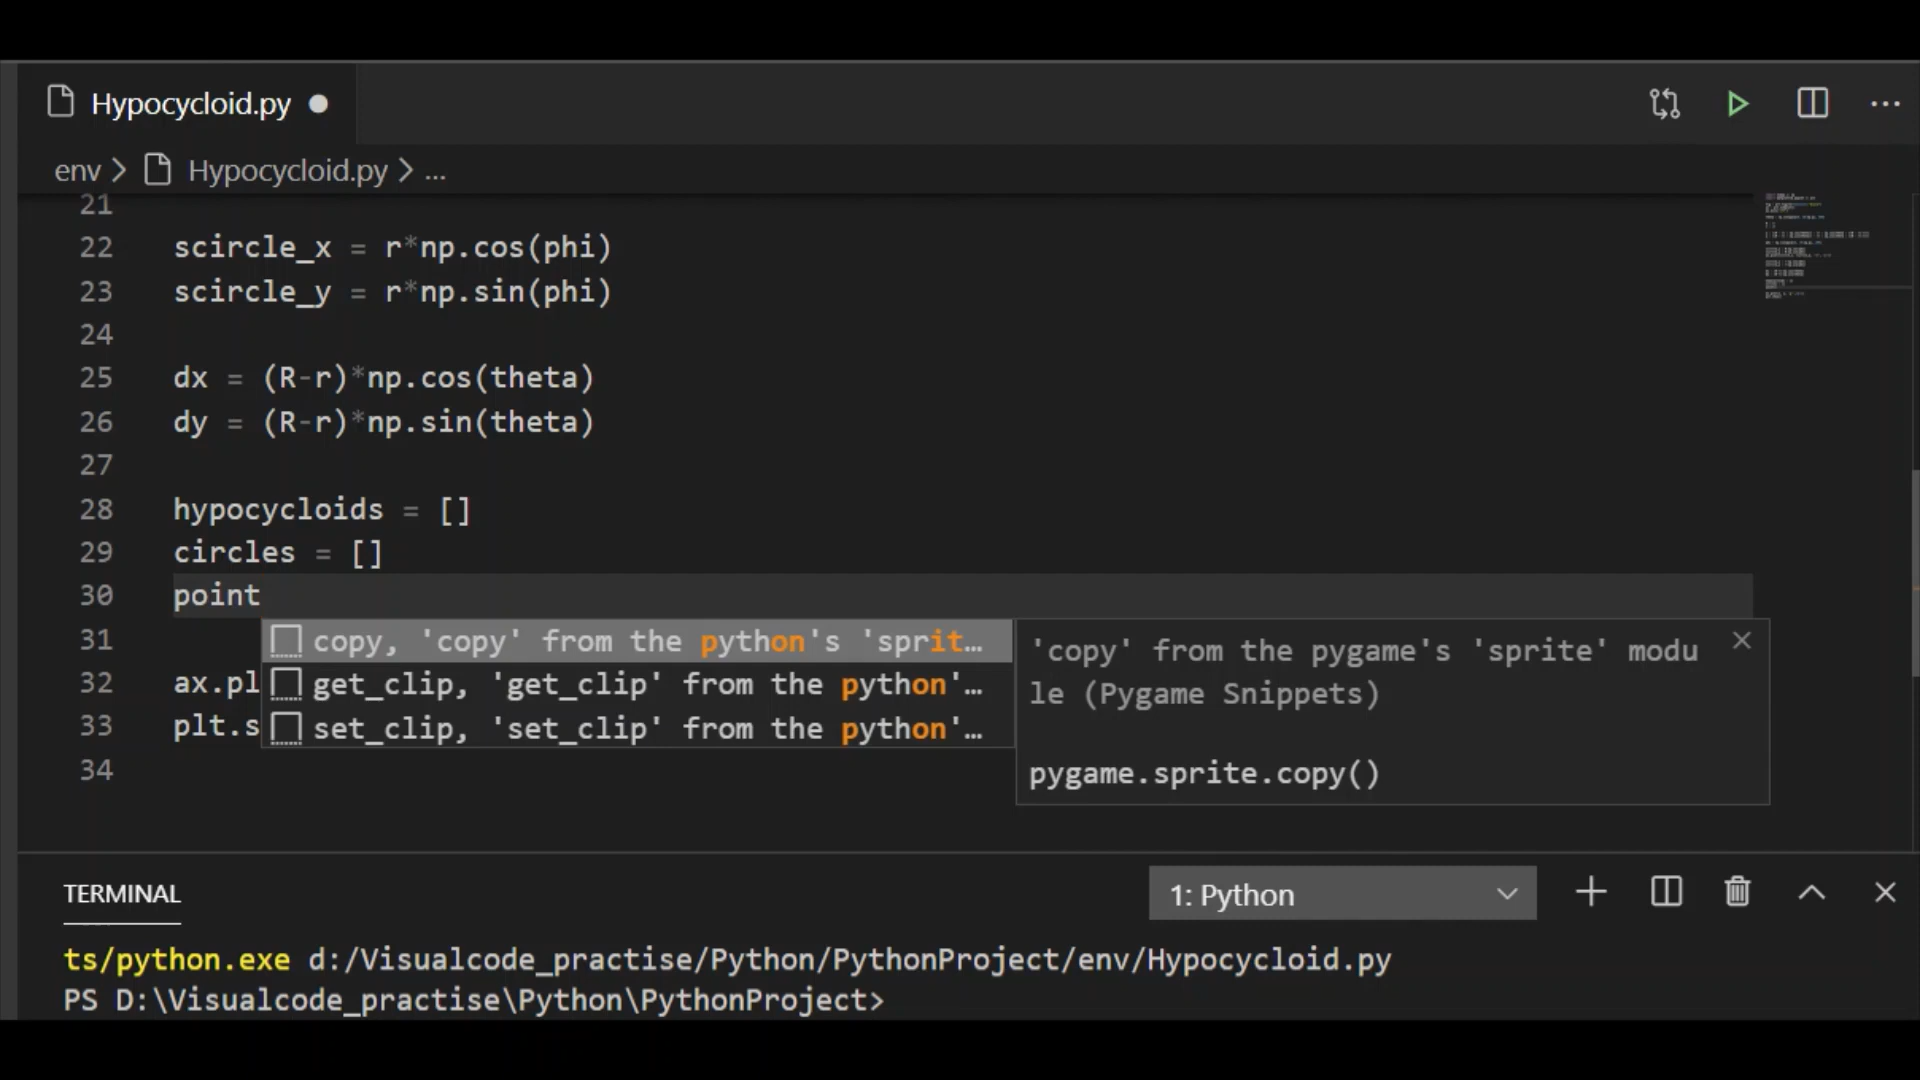 Hypocycloid.py
env > Hypocycloid.py > ...
21
22 scircle_x = r*np.cos(phi)
23 scircle_y = r*np.sin(phi)
24
25 dx = (R-r)*np.cos(theta)
26 dy = (R-r)*np.sin(theta)
27
28 hypocycloids = []
29 circles = []
30 point
31
32 ax.pl
33 plt.s
34
copy, 'copy' from the python's 'sprit…
get_clip, 'get_clip' from the python'…
set_clip, 'set_clip' from the python'…
'copy' from the pygame's 'sprite' modu
le (Pygame Snippets)
pygame.sprite.copy()
TERMINAL
1: Python
ts/python.exe d:/Visualcode_practise/Python/PythonProject/env/Hypocycloid.py
PS D:\Visualcode_practise\Python\PythonProject>